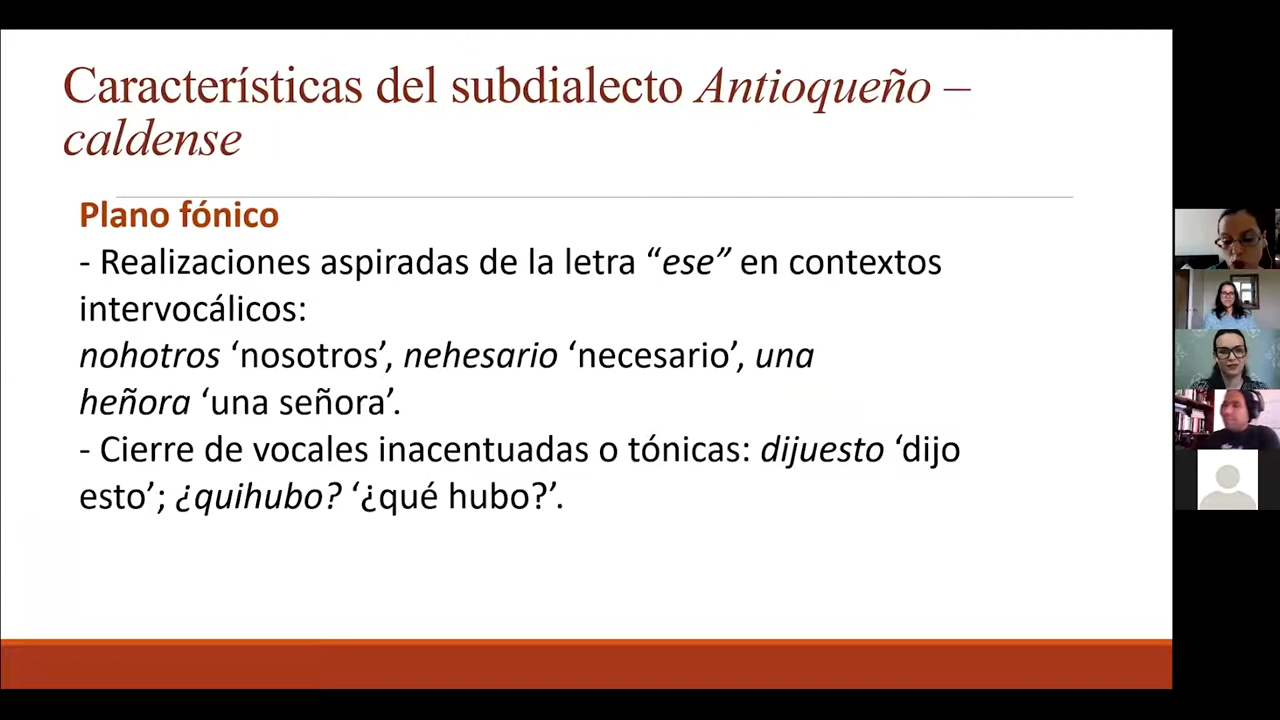 Características del subdialecto Antioqueño –
caldense
Plano fónico
- Realizaciones aspiradas de la letra “ese” en contextos
intervocálicos:
nohotros ‘nosotros’, nehesario ‘necesario’, una
heñora ‘una señora’.
- Cierre de vocales inacentuadas o tónicas: dijuesto ‘dijo
esto’; ¿quihubo? ‘¿qué hubo?’.